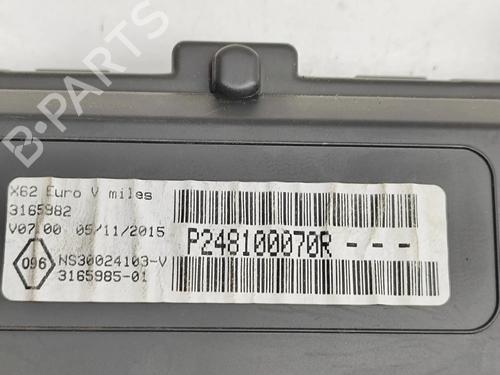 X62 Euro V miles
3165982
V07.00 05/11/2015
P248100070R---
096
NS30024103-V
3165985-01
B-PARTS